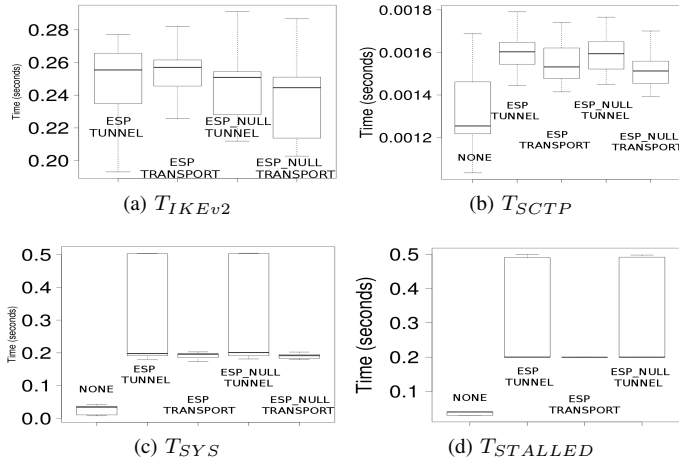 Time (seconds)
0.28
0.26
0.24
0.22
0.20
ESP
TUNNEL
ESP
TRANSPORT
ESP_NULL
TUNNEL
ESP_NULL
TRANSPORT
(a) T_IKEv2
Time (seconds)
0.0018
0.0016
0.0014
0.0012
NONE
ESP
TUNNEL
ESP
TRANSPORT
ESP_NULL
TUNNEL
ESP_NULL
TRANSPORT
(b) T_SCTP
Time (seconds)
0.5
0.4
0.3
0.2
0.1
0.0
NONE
ESP
TUNNEL
ESP
TRANSPORT
ESP_NULL
TUNNEL
ESP_NULL
TRANSPORT
(c) T_SYS
Time (seconds)
0.5
0.4
0.3
0.2
0.1
NONE
ESP
TUNNEL
ESP
TRANSPORT
ESP_NULL
TUNNEL
(d) T_STALLED